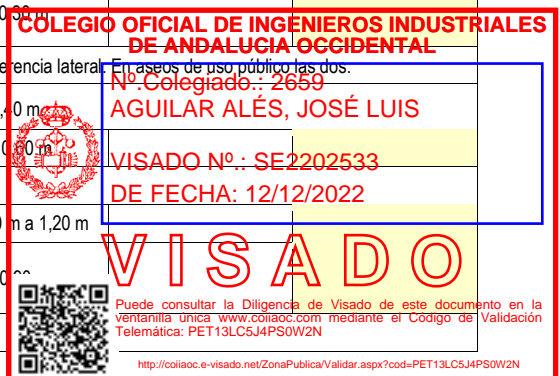 0,30 m
COLEGIO OFICIAL DE INGENIEROS INDUSTRIALES
DE ANDALUCIA OCCIDENTAL
erencia lateral. En aseos de uso público las dos.
Nº.Colegiado.: 2659
,40 m
AGUILAR ALÉS, JOSÉ LUIS
VISADO Nº.: SE2202533
DE FECHA: 12/12/2022
m a 1,20 m
VISADO
Puede consultar la Diligencia de Visado de este documento en la
ventanilla única www.coiiaoc.com mediante el Código de Validación
Telemática: PET13LC5J4PS0W2N
http://coiiaoc.e-visado.net/ZonaPublica/Validar.aspx?cod=PET13LC5J4PS0W2N